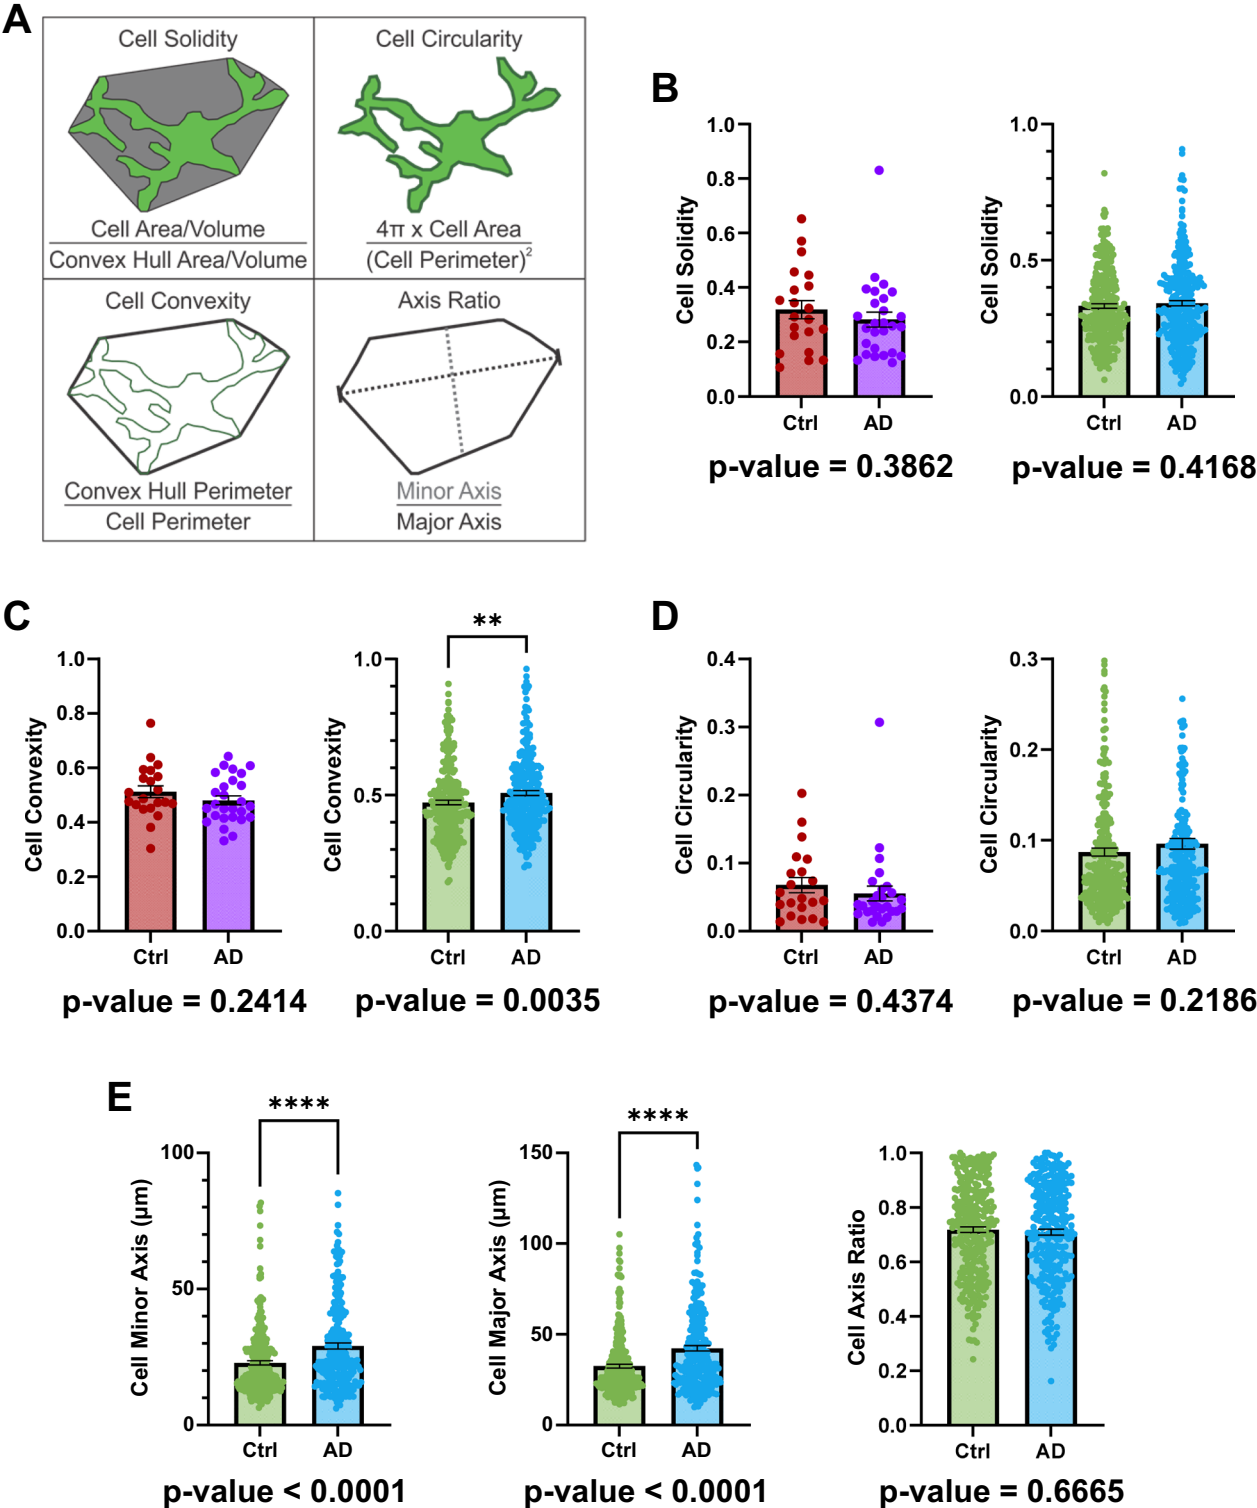 A
Cell Solidity
Cell Area/Volume
Convex Hull Area/Volume
Cell Circularity
4π x Cell Area
(Cell Perimeter)²
Cell Convexity
Convex Hull Perimeter
Cell Perimeter
Axis Ratio
Minor Axis
Major Axis
B
Cell Solidity
1.0
0.8
0.6
0.4
0.2
0.0
Ctrl AD
p-value = 0.3862
Cell Solidity
1.0
0.5
0.0
Ctrl AD
p-value = 0.4168
C
Cell Convexity
1.0
0.8
0.6
0.4
0.2
0.0
Ctrl AD
p-value = 0.2414
**
Cell Convexity
1.0
0.5
0.0
Ctrl AD
p-value = 0.0035
D
Cell Circularity
0.4
0.3
0.2
0.1
0.0
Ctrl AD
p-value = 0.4374
Cell Circularity
0.3
0.2
0.1
0.0
Ctrl AD
p-value = 0.2186
E
****
Cell Minor Axis (µm)
100
50
0
Ctrl AD
p-value < 0.0001
****
Cell Major Axis (µm)
150
100
50
0
Ctrl AD
p-value < 0.0001
Cell Axis Ratio
1.0
0.8
0.6
0.4
0.2
0.0
Ctrl AD
p-value = 0.6665